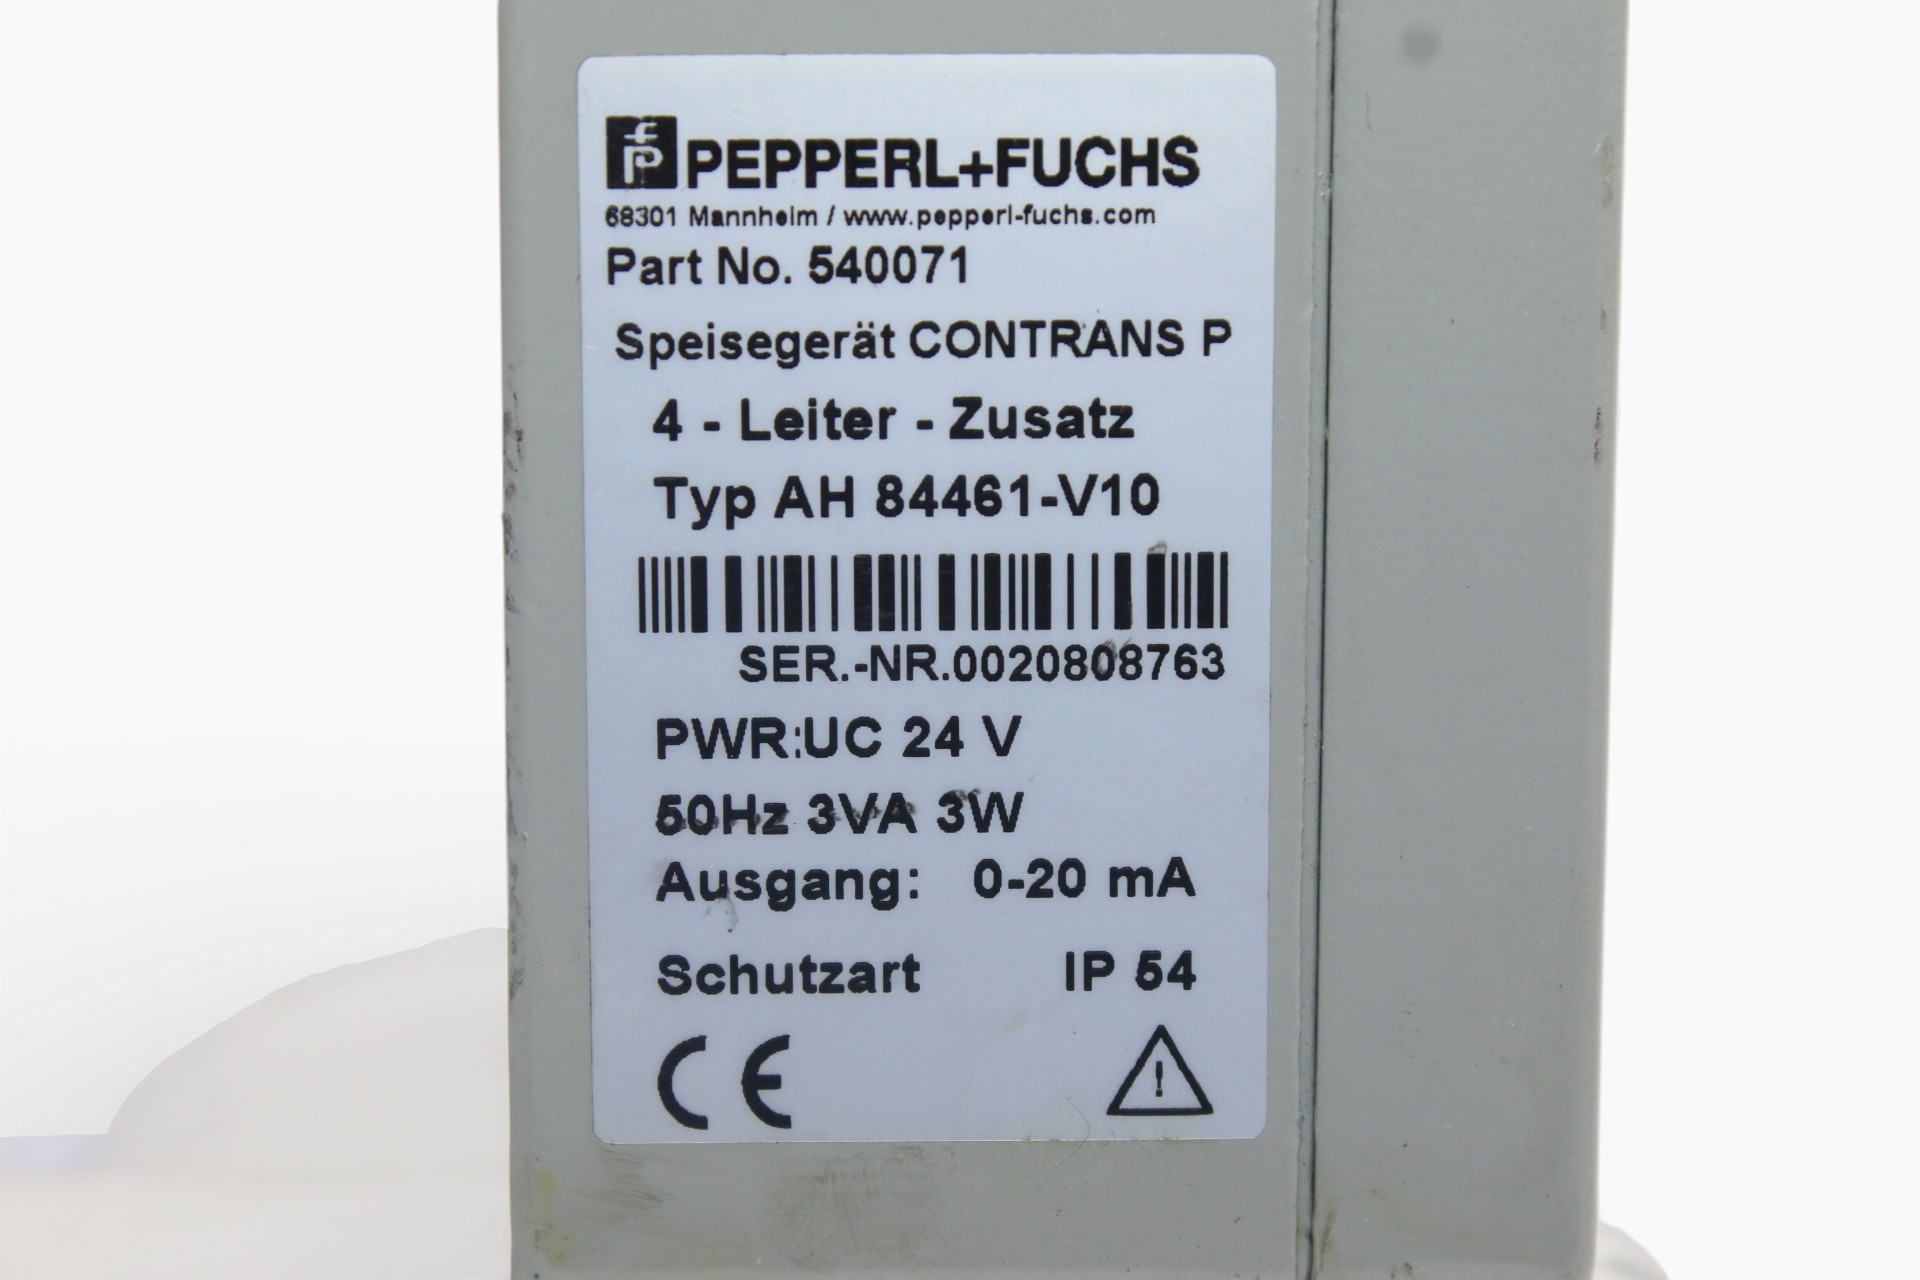 PEPPERL+FUCHS
68301 Mannheim / www.pepperl-fuchs.com
Part No. 540071
Speisegerät CONTRANS P
4 - Leiter - Zusatz
Typ AH 84461-V10
SER.-NR.0020808763
PWR:UC 24 V
50Hz 3VA 3W
Ausgang: 0-20 mA
Schutzart IP 54
CE